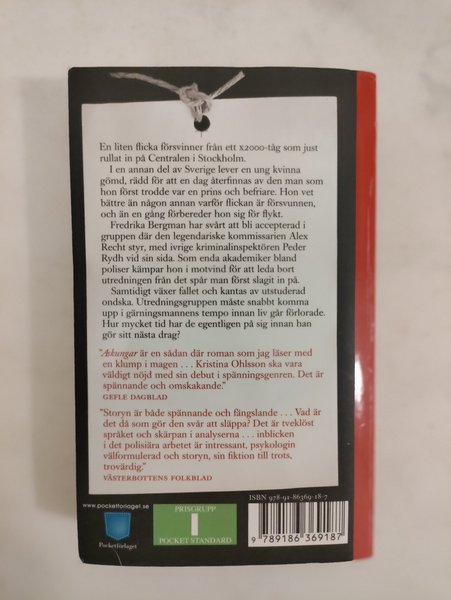 En liten flicka försvinner från ett X2000-tåg som just
rullat in på Centralen i Stockholm.
I en annan del av Sverige lever en ung kvinna
gömd, rädd för att en dag återfinnas av den man som
hon först trodde var en prins och befriare. Hon vet
bättre än någon annan varför flickan är försvunnen,
och än en gång förbereder hon sig för flykt.
Fredrika Bergman har svårt att bli accepterad i
gruppen där den legendariske kommissarien Alex
Recht styr, med ivrige kriminalinspektören Peder
Rydh vid sin sida. Som enda akademiker bland
poliser kämpar hon i motvind för att leda bort
utredningen från det spår man först slagit in på.
Samtidigt växer fallet och kantas av utstuderad
ondska. Utredningsgruppen måste snabbt komma
upp i gärningsmannens tempo innan liv går förlorade.
Hur mycket tid har de egentligen på sig innan han
gör sitt nästa drag?
"Askungar är en sådan där roman som jag läser med
en klump i magen . . . Kristina Ohlsson ska vara
väldigt nöjd med sin debut i spänningsgenren. Det är
spännande och omskakande."
GEFLE DAGBLAD
"Storyn är både spännande och fängslande . . . Vad är
det då som gör den svår att släppa? Det är tveklöst
språket och skärpan i analyserna . . . inblicken
i det polisiära arbetet är intressant, psykologin
välformulerad och storyn, sin fiktion till trots,
trovärdig."
VÄSTERBOTTENS FOLKBLAD
www.pocketforlaget.se
Pocketförlaget
PRISGRUPP
1
POCKET STANDARD
ISBN 978-91-86369-18-7
9 789186 369187